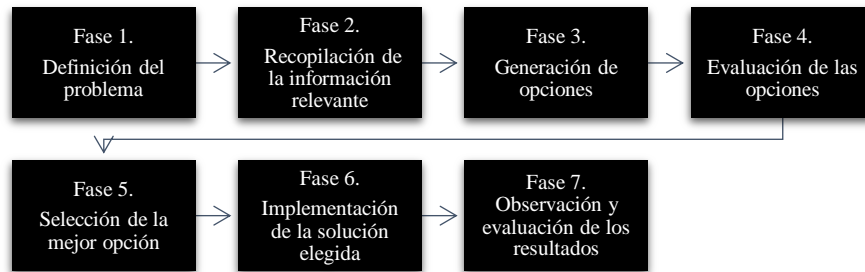 Fase 1.
Definición del
problema
Fase 2.
Recopilación de
la información
relevante
Fase 3.
Generación de
opciones
Fase 4.
Evaluación de las
opciones
Fase 5.
Selección de la
mejor opción
Fase 6.
Implementación
de la solución
elegida
Fase 7.
Observación y
evaluación de los
resultados